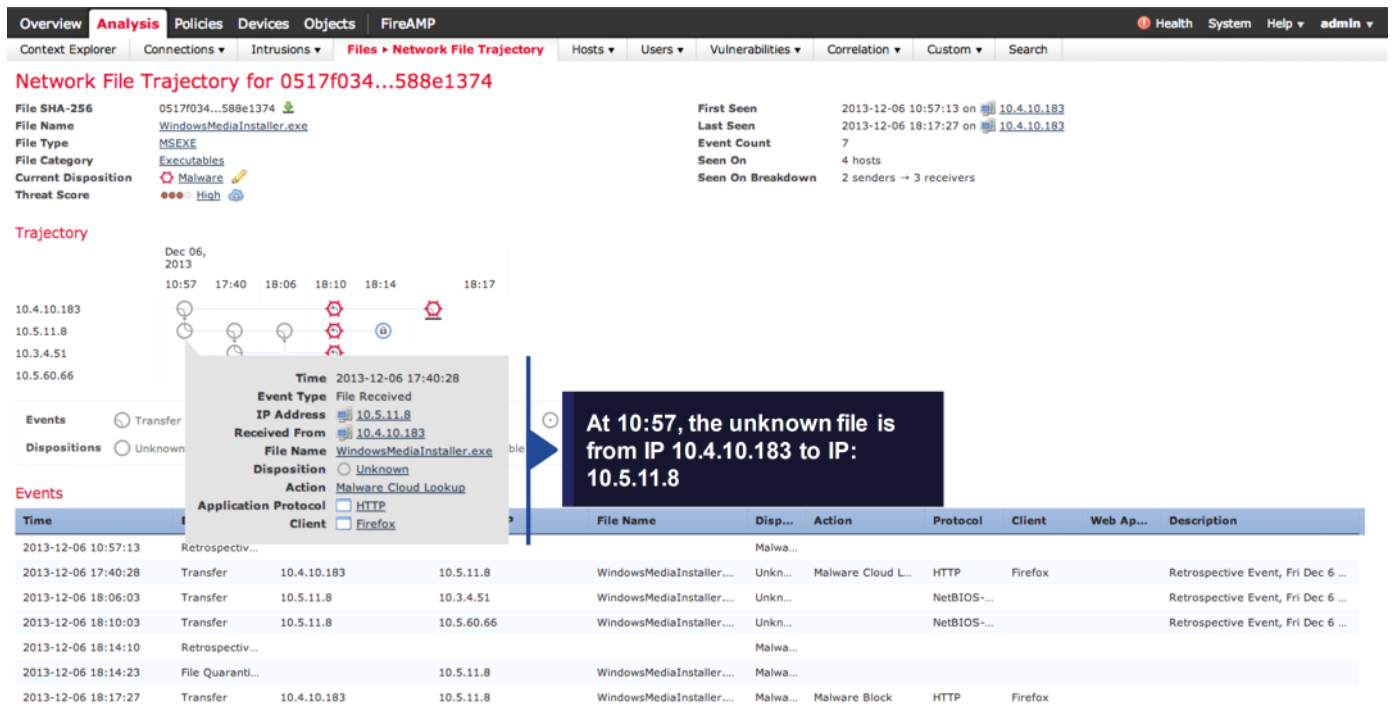 Overview Analysis Policies Devices Objects FireAMP Health System Help ▾ admin ▾
Context Explorer Connections ▾ Intrusions ▾ Files ▸ Network File Trajectory Hosts ▾ Users ▾ Vulnerabilities ▾ Correlation ▾ Custom ▾ Search
Network File Trajectory for 0517f034...588e1374
File SHA-256 0517f034...588e1374 First Seen 2013-12-06 10:57:13 on 10.4.10.183
File Name WindowsMediaInstaller.exe Last Seen 2013-12-06 18:17:27 on 10.4.10.183
File Type MSEXE Event Count 7
File Category Executables Seen On 4 hosts
Current Disposition Malware Seen On Breakdown 2 senders → 3 receivers
Threat Score High
Trajectory
Dec 06,
2013
10:57 17:40 18:06 18:10 18:14 18:17
10.4.10.183
10.5.11.8
10.3.4.51
10.5.60.66
Time 2013-12-06 17:40:28
Event Type File Received
IP Address 10.5.11.8
Received From 10.4.10.183
File Name WindowsMediaInstaller.exe
Disposition Unknown
Action Malware Cloud Lookup
Application Protocol HTTP
Client Firefox
Events Transfer
Dispositions Unknown
At 10:57, the unknown file is
from IP 10.4.10.183 to IP:
10.5.11.8
Events
Time File Name Disp... Action Protocol Client Web Ap... Description
2013-12-06 10:57:13 Retrospectiv... Malwa...
2013-12-06 17:40:28 Transfer 10.4.10.183 10.5.11.8 WindowsMediaInstaller.... Unkn... Malware Cloud L... HTTP Firefox Retrospective Event, Fri Dec 6 ...
2013-12-06 18:06:03 Transfer 10.5.11.8 10.3.4.51 WindowsMediaInstaller.... Unkn... NetBIOS-... Retrospective Event, Fri Dec 6 ...
2013-12-06 18:10:03 Transfer 10.5.11.8 10.5.60.66 WindowsMediaInstaller.... Unkn... NetBIOS-... Retrospective Event, Fri Dec 6 ...
2013-12-06 18:14:10 Retrospectiv... Malwa...
2013-12-06 18:14:23 File Quaranti... 10.5.11.8 WindowsMediaInstaller.... Malwa...
2013-12-06 18:17:27 Transfer 10.4.10.183 10.5.11.8 WindowsMediaInstaller.... Malwa... Malware Block HTTP Firefox